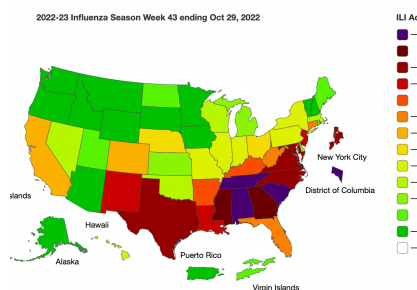 2022-23 Influenza Season Week 43 ending Oct 29, 2022
ILI Ac
New York City
District of Columbia
slands
Hawaii
Alaska
Puerto Rico
Virgin Islands